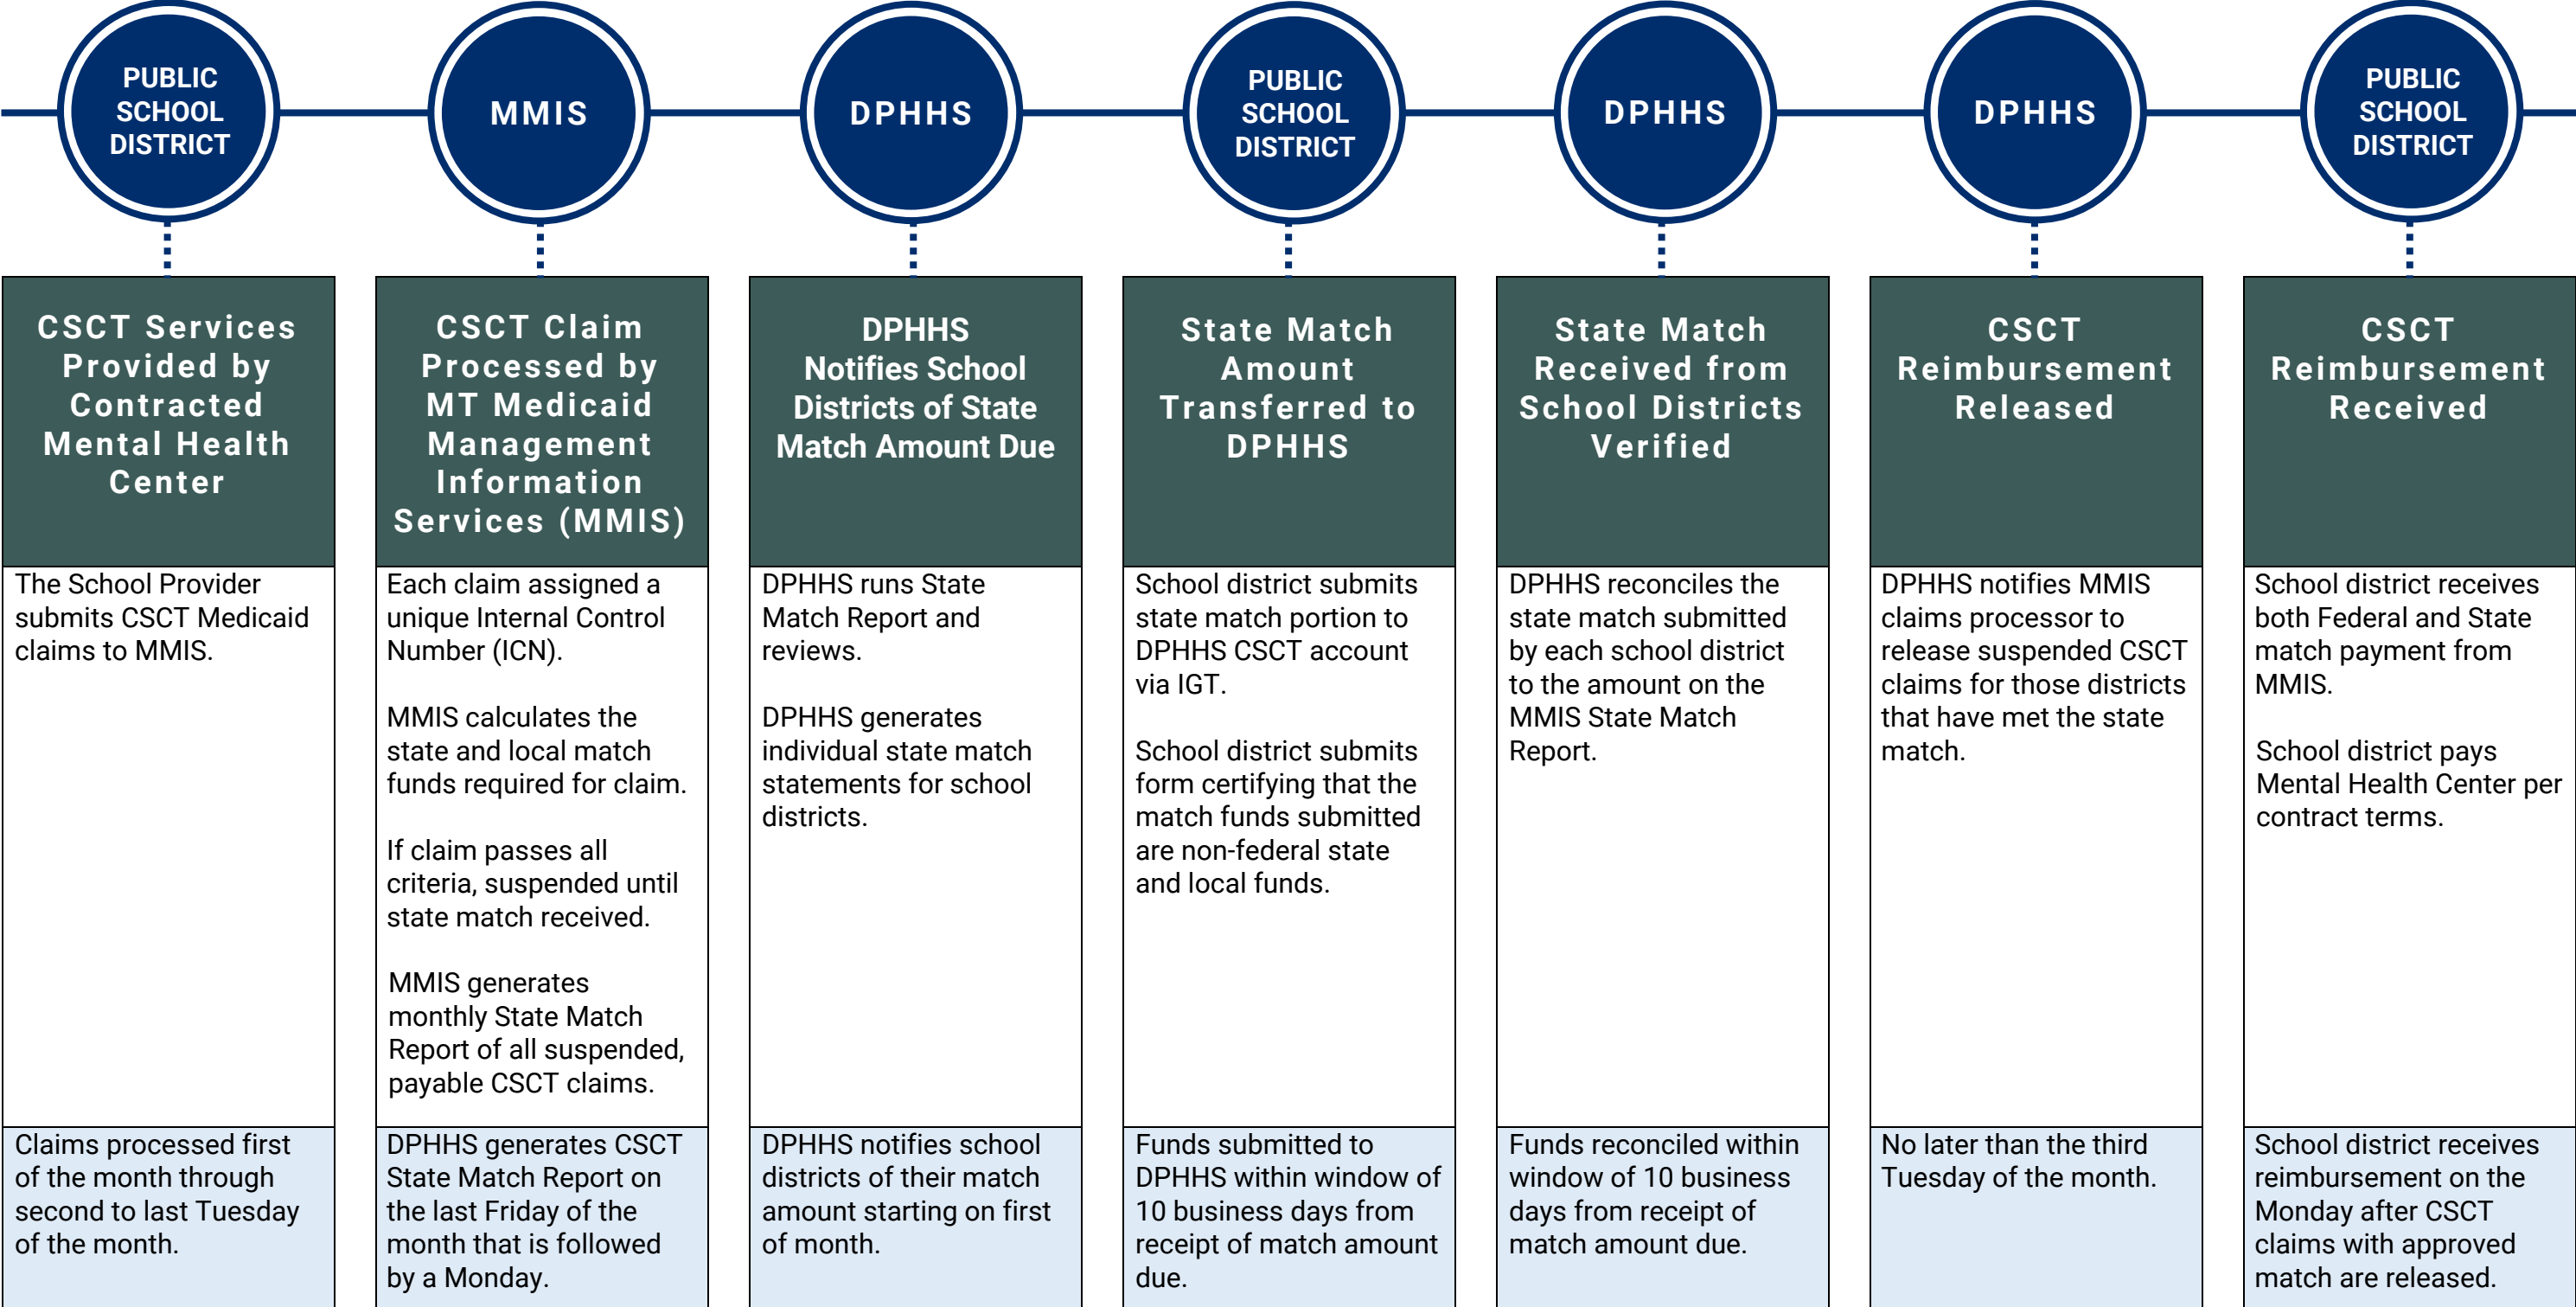 PUBLIC
SCHOOL
DISTRICT
MMIS
DPHHS
PUBLIC
SCHOOL
DISTRICT
DPHHS
DPHHS
PUBLIC
SCHOOL
DISTRICT
CSCT Services
Provided by
Contracted
Mental Health
Center
The School Provider
submits CSCT Medicaid
claims to MMIS.
Claims processed first
of the month through
second to last Tuesday
of the month.
CSCT Claim
Processed by
MT Medicaid
Management
Information
Services (MMIS)
Each claim assigned a
unique Internal Control
Number (ICN).
MMIS calculates the
state and local match
funds required for claim.
If claim passes all
criteria, suspended until
state match received.
MMIS generates
monthly State Match
Report of all suspended,
payable CSCT claims.
DPHHS generates CSCT
State Match Report on
the last Friday of the
month that is followed
by a Monday.
DPHHS
Notifies School
Districts of State
Match Amount Due
DPHHS runs State
Match Report and
reviews.
DPHHS generates
individual state match
statements for school
districts.
DPHHS notifies school
districts of their match
amount starting on first
of month.
State Match
Amount
Transferred to
DPHHS
School district submits
state match portion to
DPHHS CSCT account
via IGT.
School district submits
form certifying that the
match funds submitted
are non-federal state
and local funds.
Funds submitted to
DPHHS within window of
10 business days from
receipt of match amount
due.
State Match
Received from
School Districts
Verified
DPHHS reconciles the
state match submitted
by each school district
to the amount on the
MMIS State Match
Report.
Funds reconciled within
window of 10 business
days from receipt of
match amount due.
CSCT
Reimbursement
Released
DPHHS notifies MMIS
claims processor to
release suspended CSCT
claims for those districts
that have met the state
match.
No later than the third
Tuesday of the month.
CSCT
Reimbursement
Received
School district receives
both Federal and State
match payment from
MMIS.
School district pays
Mental Health Center per
contract terms.
School district receives
reimbursement on the
Monday after CSCT
claims with approved
match are released.